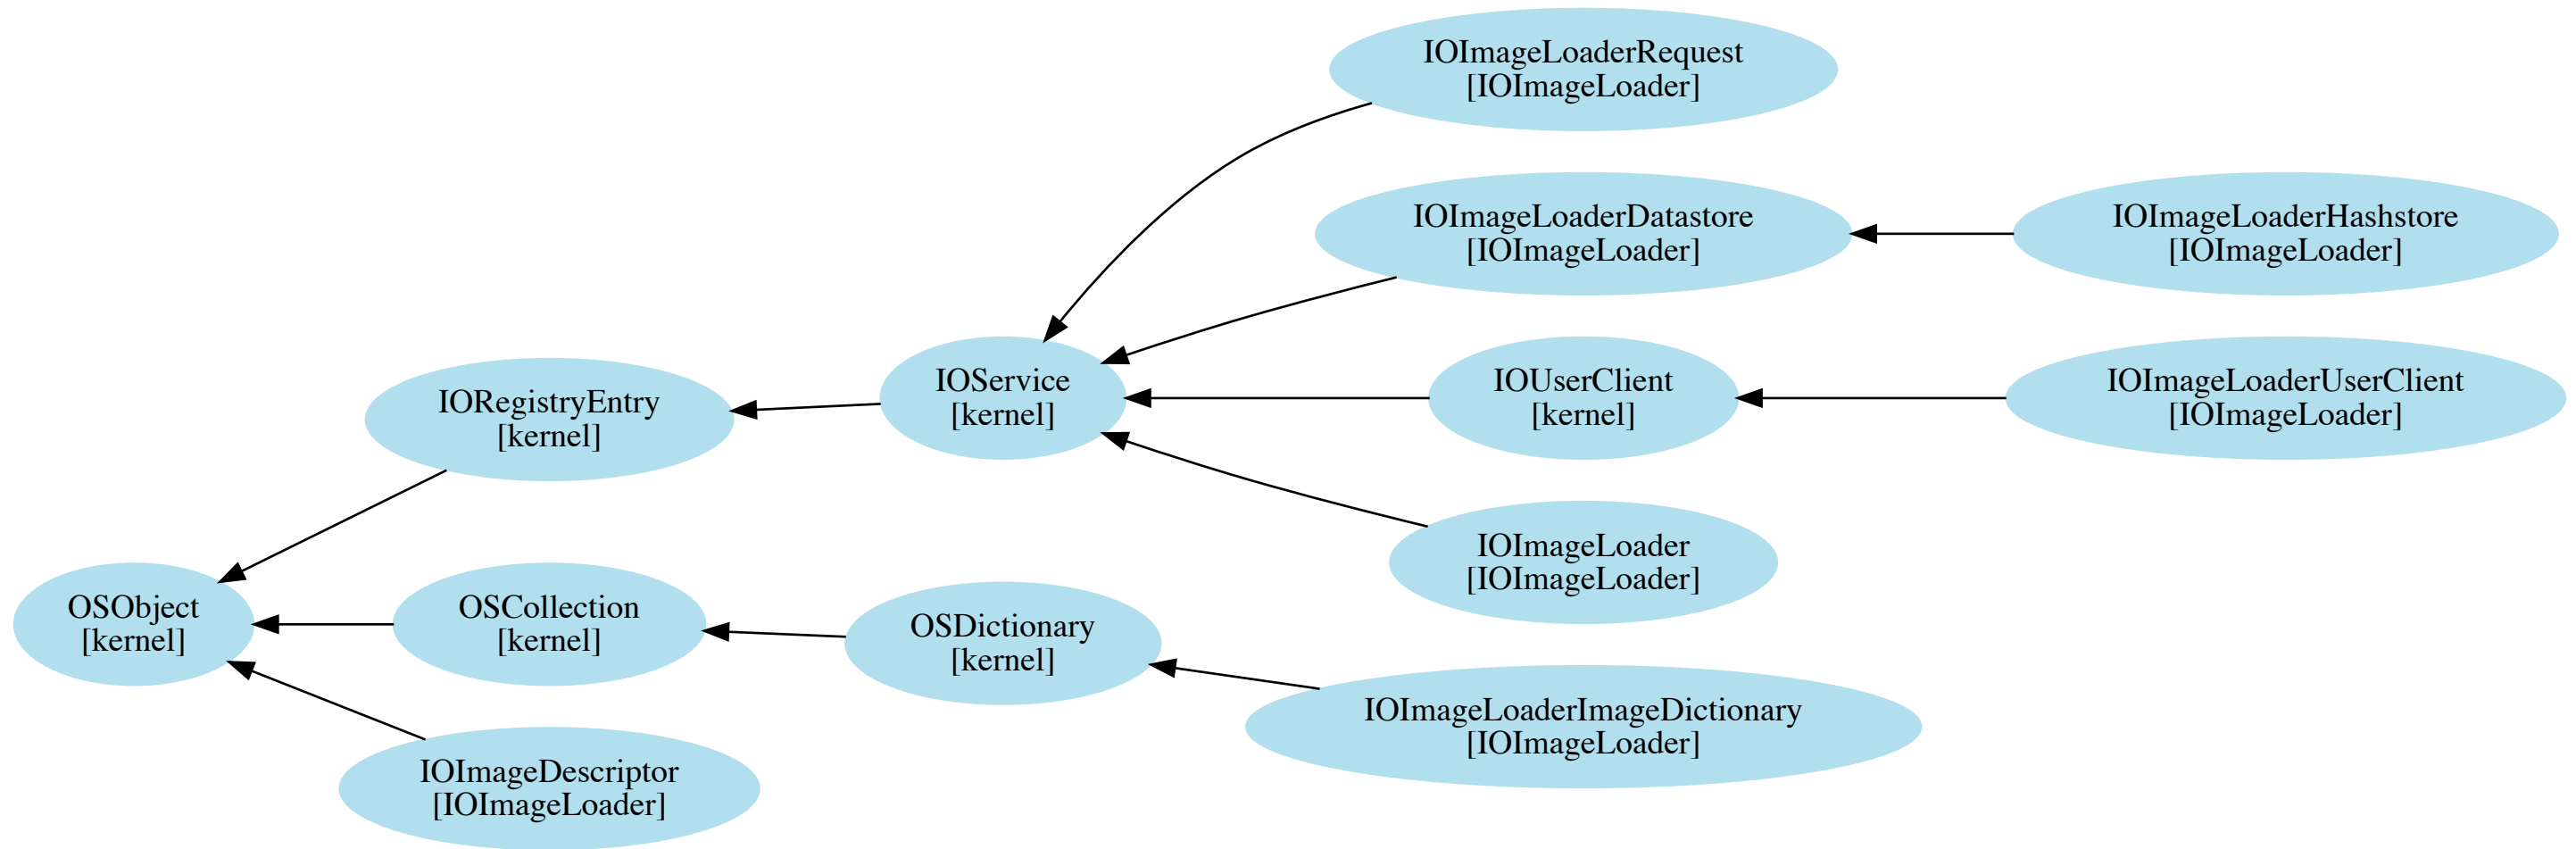 IOImageLoaderRequest
[IOImageLoader]
IOImageLoaderDatastore
[IOImageLoader]
IOImageLoaderHashstore
[IOImageLoader]
IORegistryEntry
[kernel]
IOService
[kernel]
IOUserClient
[kernel]
IOImageLoaderUserClient
[IOImageLoader]
IOImageLoader
[IOImageLoader]
OSObject
[kernel]
OSCollection
[kernel]
OSDictionary
[kernel]
IOImageLoaderImageDictionary
[IOImageLoader]
IOImageDescriptor
[IOImageLoader]